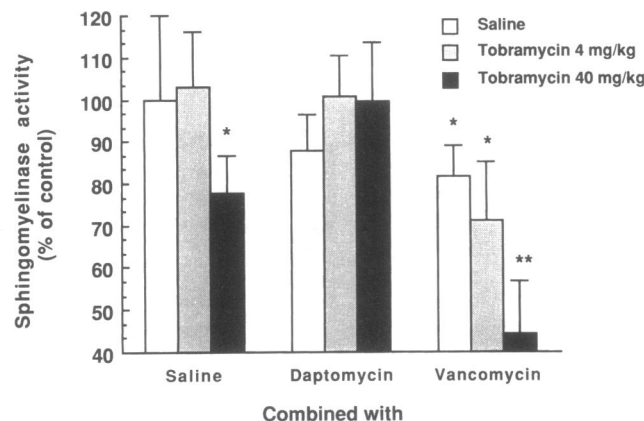 Saline
Tobramycin 4 mg/kg
Tobramycin 40 mg/kg
Sphingomyelinase activity
(% of control)
120
110
100
90
80
70
60
50
40
*
*
*
**
Saline Daptomycin Vancomycin
Combined with